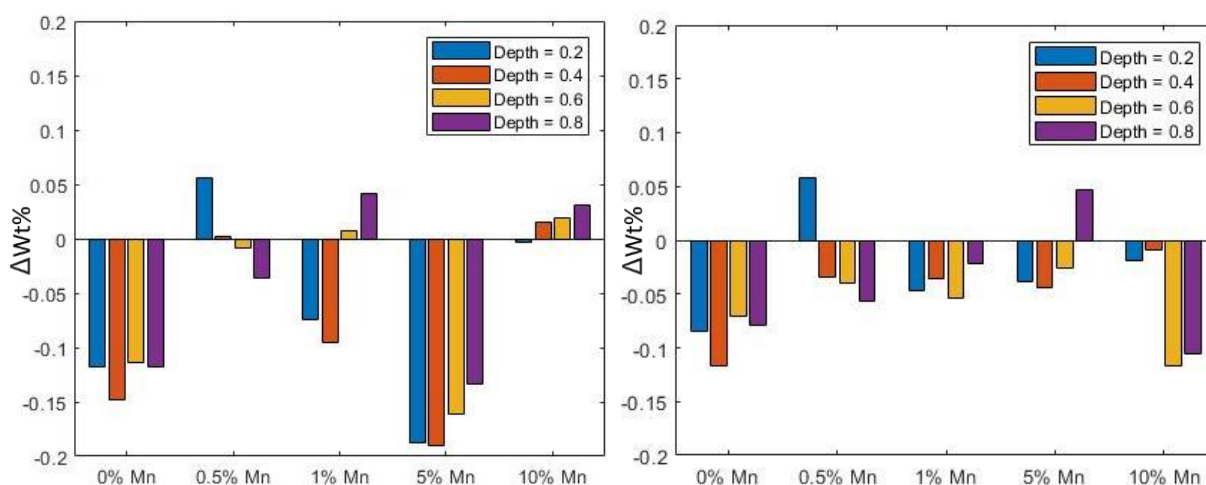 0.2
0.15
0.1
0.05
0
-0.05
-0.1
-0.15
-0.2
ΔWt%
0% Mn
0.5% Mn
1% Mn
5% Mn
10% Mn
Depth = 0.2
Depth = 0.4
Depth = 0.6
Depth = 0.8
0.2
0.15
0.1
0.05
0
-0.05
-0.1
-0.15
-0.2
ΔWt%
0% Mn
0.5% Mn
1% Mn
5% Mn
10% Mn
Depth = 0.2
Depth = 0.4
Depth = 0.6
Depth = 0.8